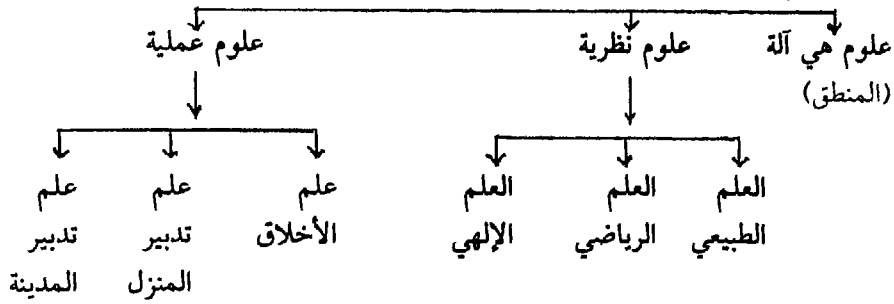 علوم هي آلة علوم نظرية علوم عملية
(المنطق)
العلم العلم العلم علم علم علم
الطبيعي الرياضي الإلهي الأخلاق تدبير تدبير
المنزل المدينة